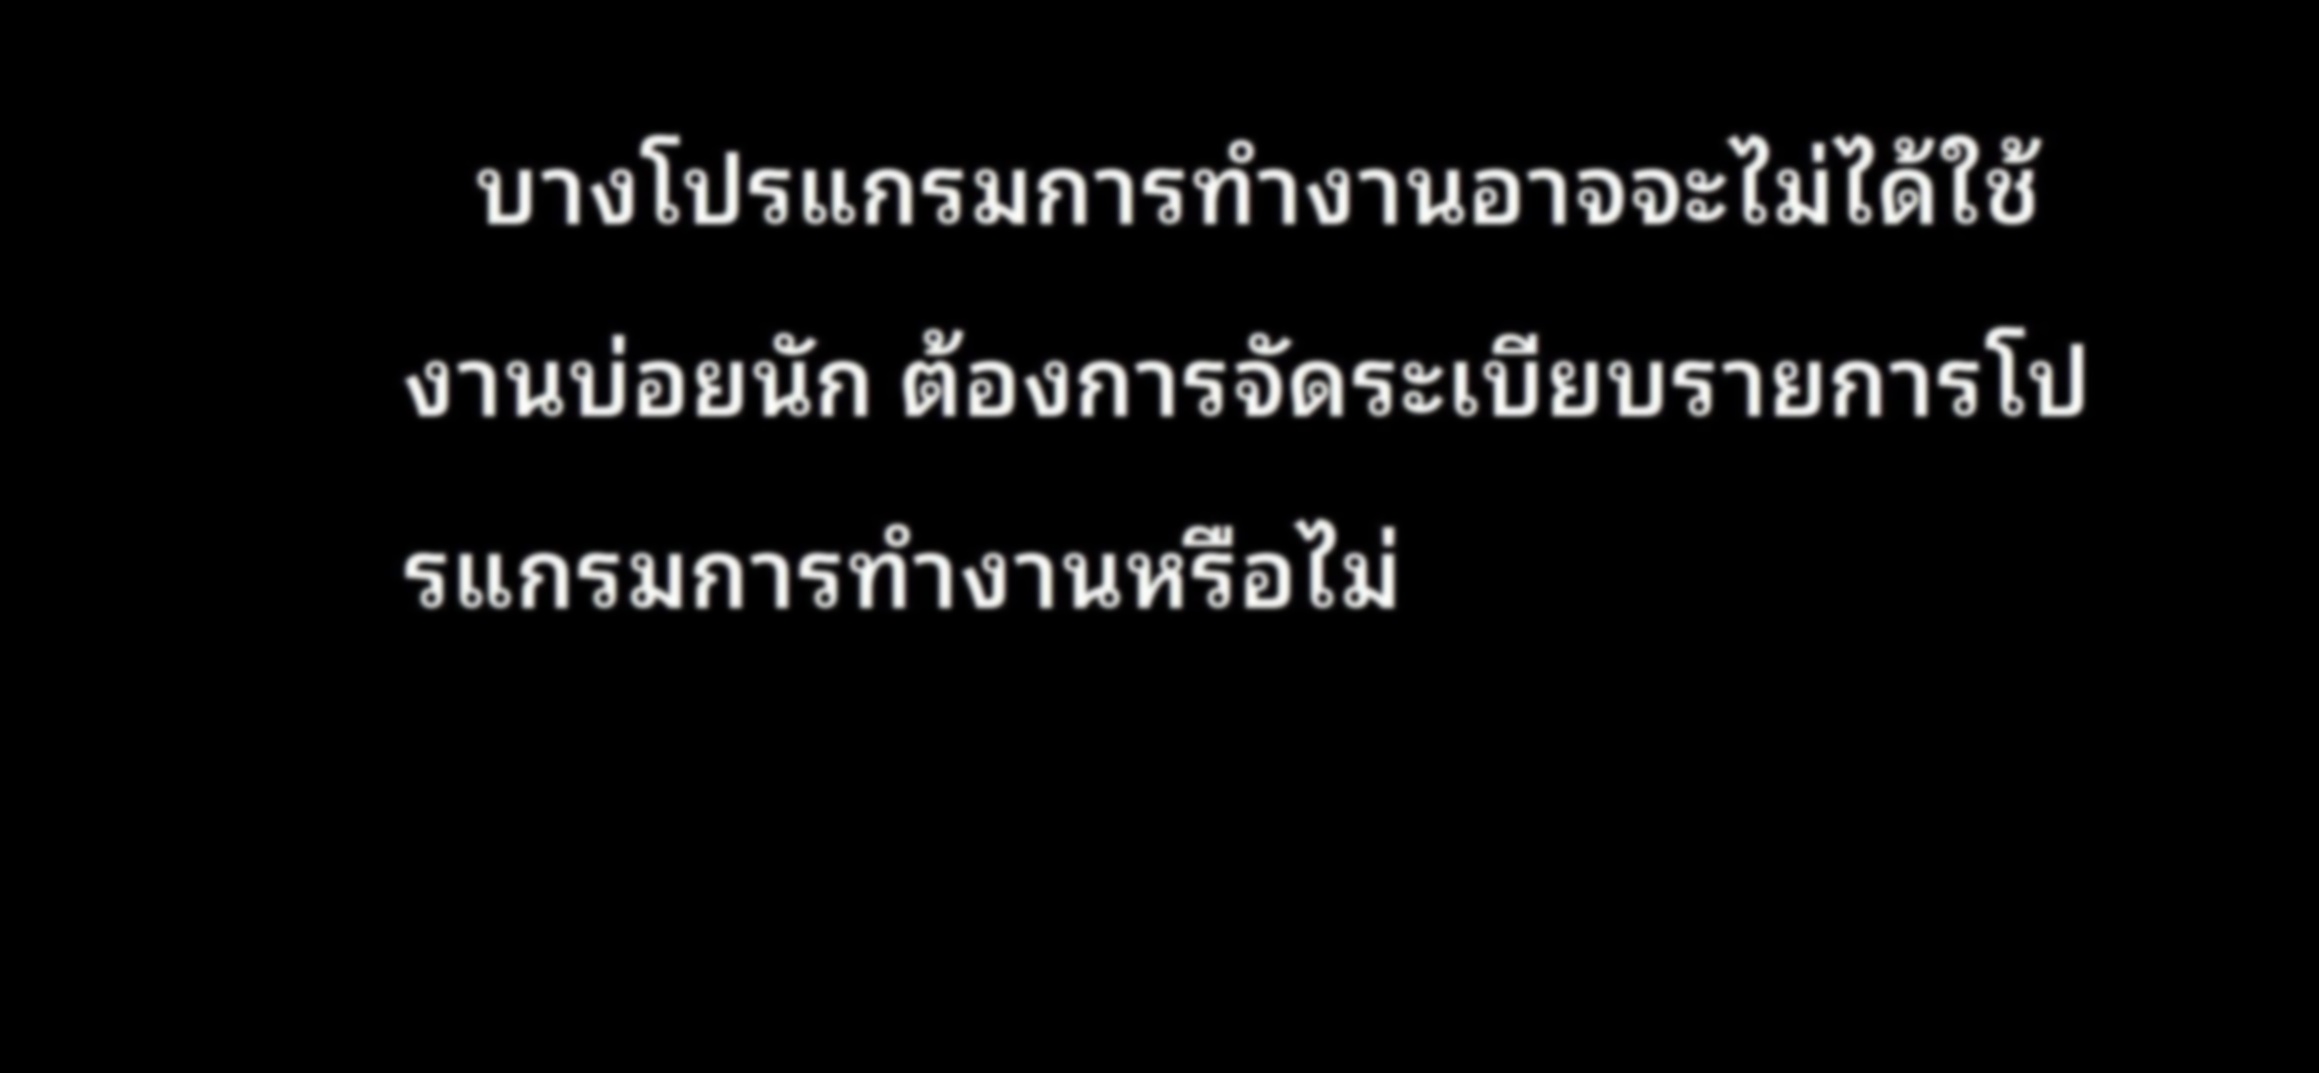 บางโปรแกรมการทำงานอาจจะไม่ได้ใช้
งานบ่อยนัก ต้องการจัดระเบียบรายการโป
รแกรมการทำงานหรือไม่